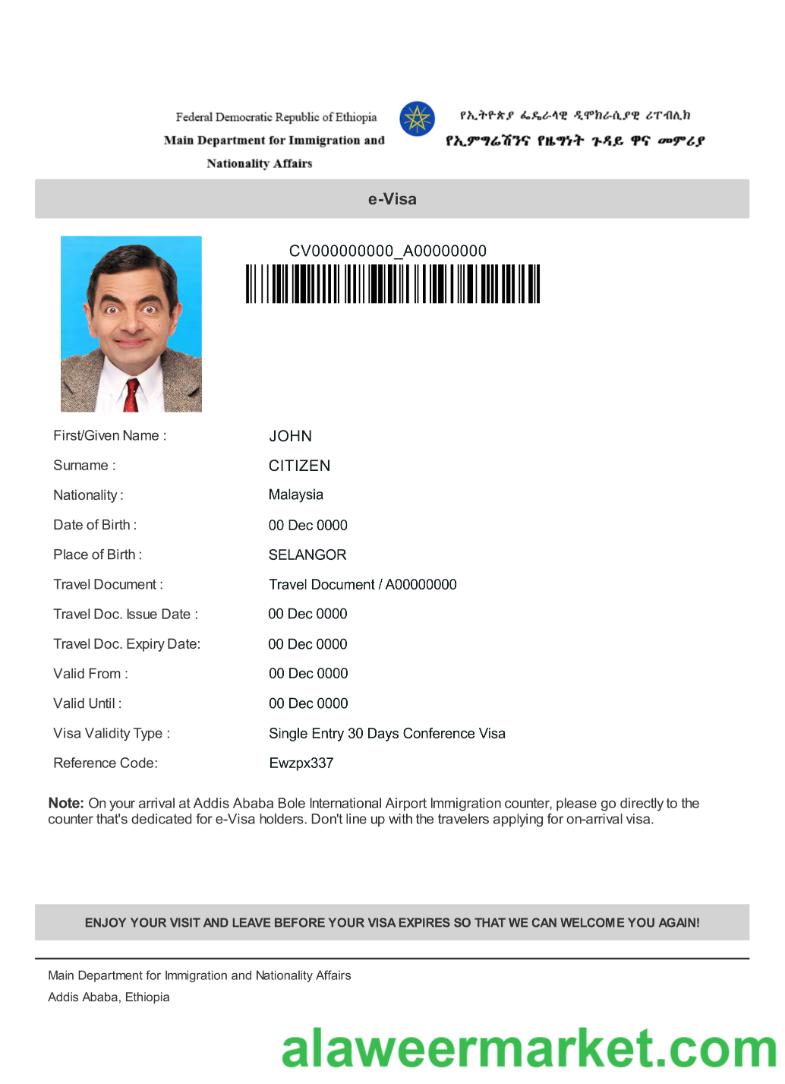 Federal Democratic Republic of Ethiopia
Main Department for Immigration and
Nationality Affairs
የኢትዮጵያ ፌዴራላዊ ዲሞክራሲያዊ ሪፐብሊክ
የኢምግሬሽንና የዜግነት ጉዳይ ዋና መምሪያ
e-Visa
CV000000000_A00000000
First/Given Name : JOHN
Surname : CITIZEN
Nationality : Malaysia
Date of Birth : 00 Dec 0000
Place of Birth : SELANGOR
Travel Document : Travel Document / A00000000
Travel Doc. Issue Date : 00 Dec 0000
Travel Doc. Expiry Date: 00 Dec 0000
Valid From : 00 Dec 0000
Valid Until : 00 Dec 0000
Visa Validity Type : Single Entry 30 Days Conference Visa
Reference Code: Ewzpx337
Note: On your arrival at Addis Ababa Bole International Airport Immigration counter, please go directly to the
counter that's dedicated for e-Visa holders. Don't line up with the travelers applying for on-arrival visa.
ENJOY YOUR VISIT AND LEAVE BEFORE YOUR VISA EXPIRES SO THAT WE CAN WELCOME YOU AGAIN!
Main Department for Immigration and Nationality Affairs
Addis Ababa, Ethiopia
alaweermarket.com